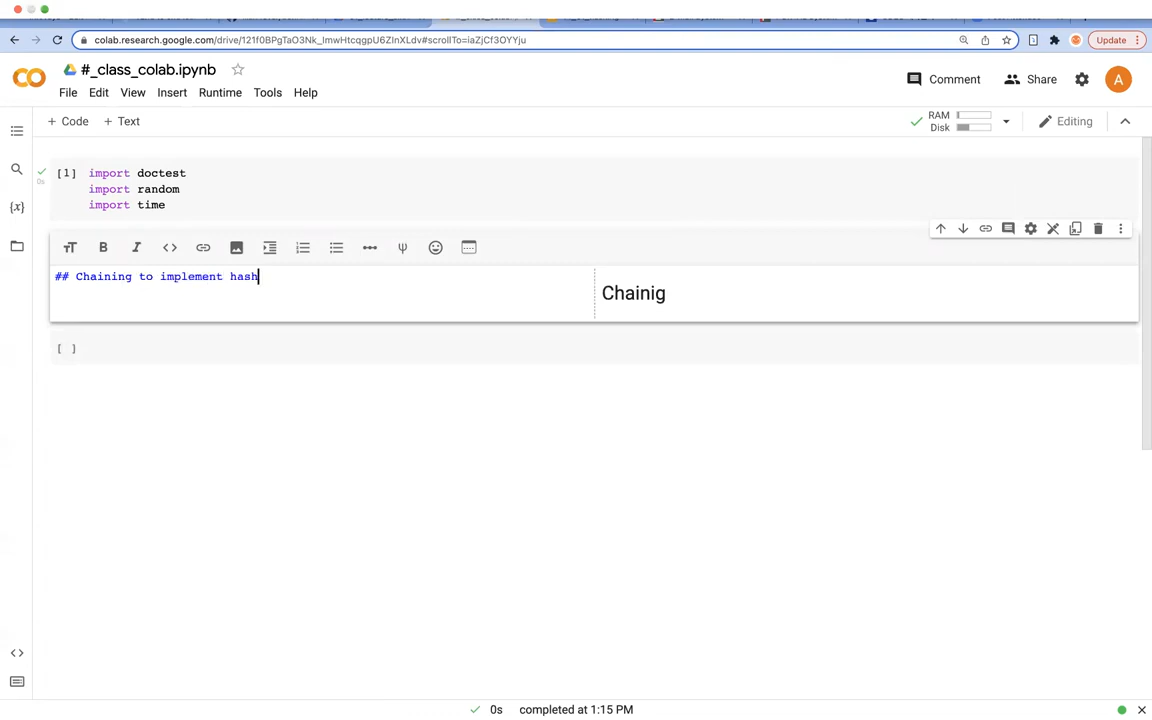 colab.research.google.com/drive/121f0BPgTaO3Nk_lmwHtcqgpU6ZInXLdv#scrollTo=iaZjCf3OYYju
Update
#_class_colab.ipynb
Comment
Share
A
File Edit View Insert Runtime Tools Help
+ Code + Text
RAM
Disk
Editing
[1] import doctest
0s
import random
import time
## Chaining to implement hash
Chainig
[ ]
0s completed at 1:15 PM